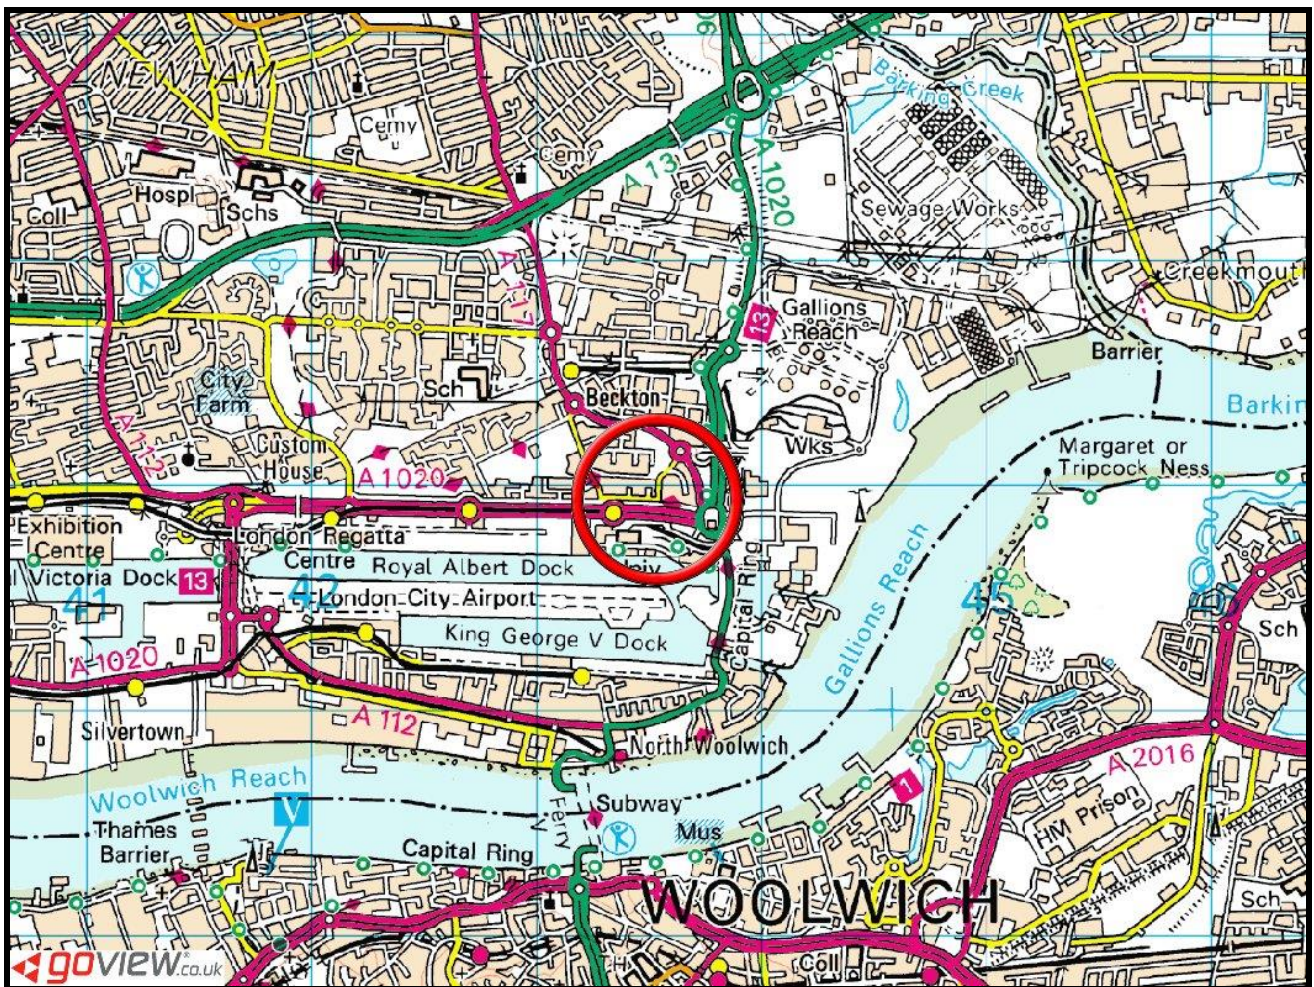 NEWHAM
Cemy
Cemy
Hospl
Schs
Coll
A 13
A 1020
Barking Creek
Sewage Works
Creekmout
A 117
13
Gallions
Reach
Barrier
City
Farm
Sch
Beckton
Barkin
A 112
Custom
House
A 1020
Wks
Margaret or
Tripcock Ness
Exhibition
Centre
London Regatta
Centre
Royal Albert Dock
Univ
l Victoria Dock
13
41
42
London City Airport
King George V Dock
Capital Ring
Gallions Reach
45
Sch
A 1020
Silvertown
A 112
North Woolwich
Woolwich Reach
A 2016
1
HM Prison
V
Ferry
Subway
Mus
Thames
Barrier
Capital Ring
WOOLWICH
Sch
Coll
goview.co.uk